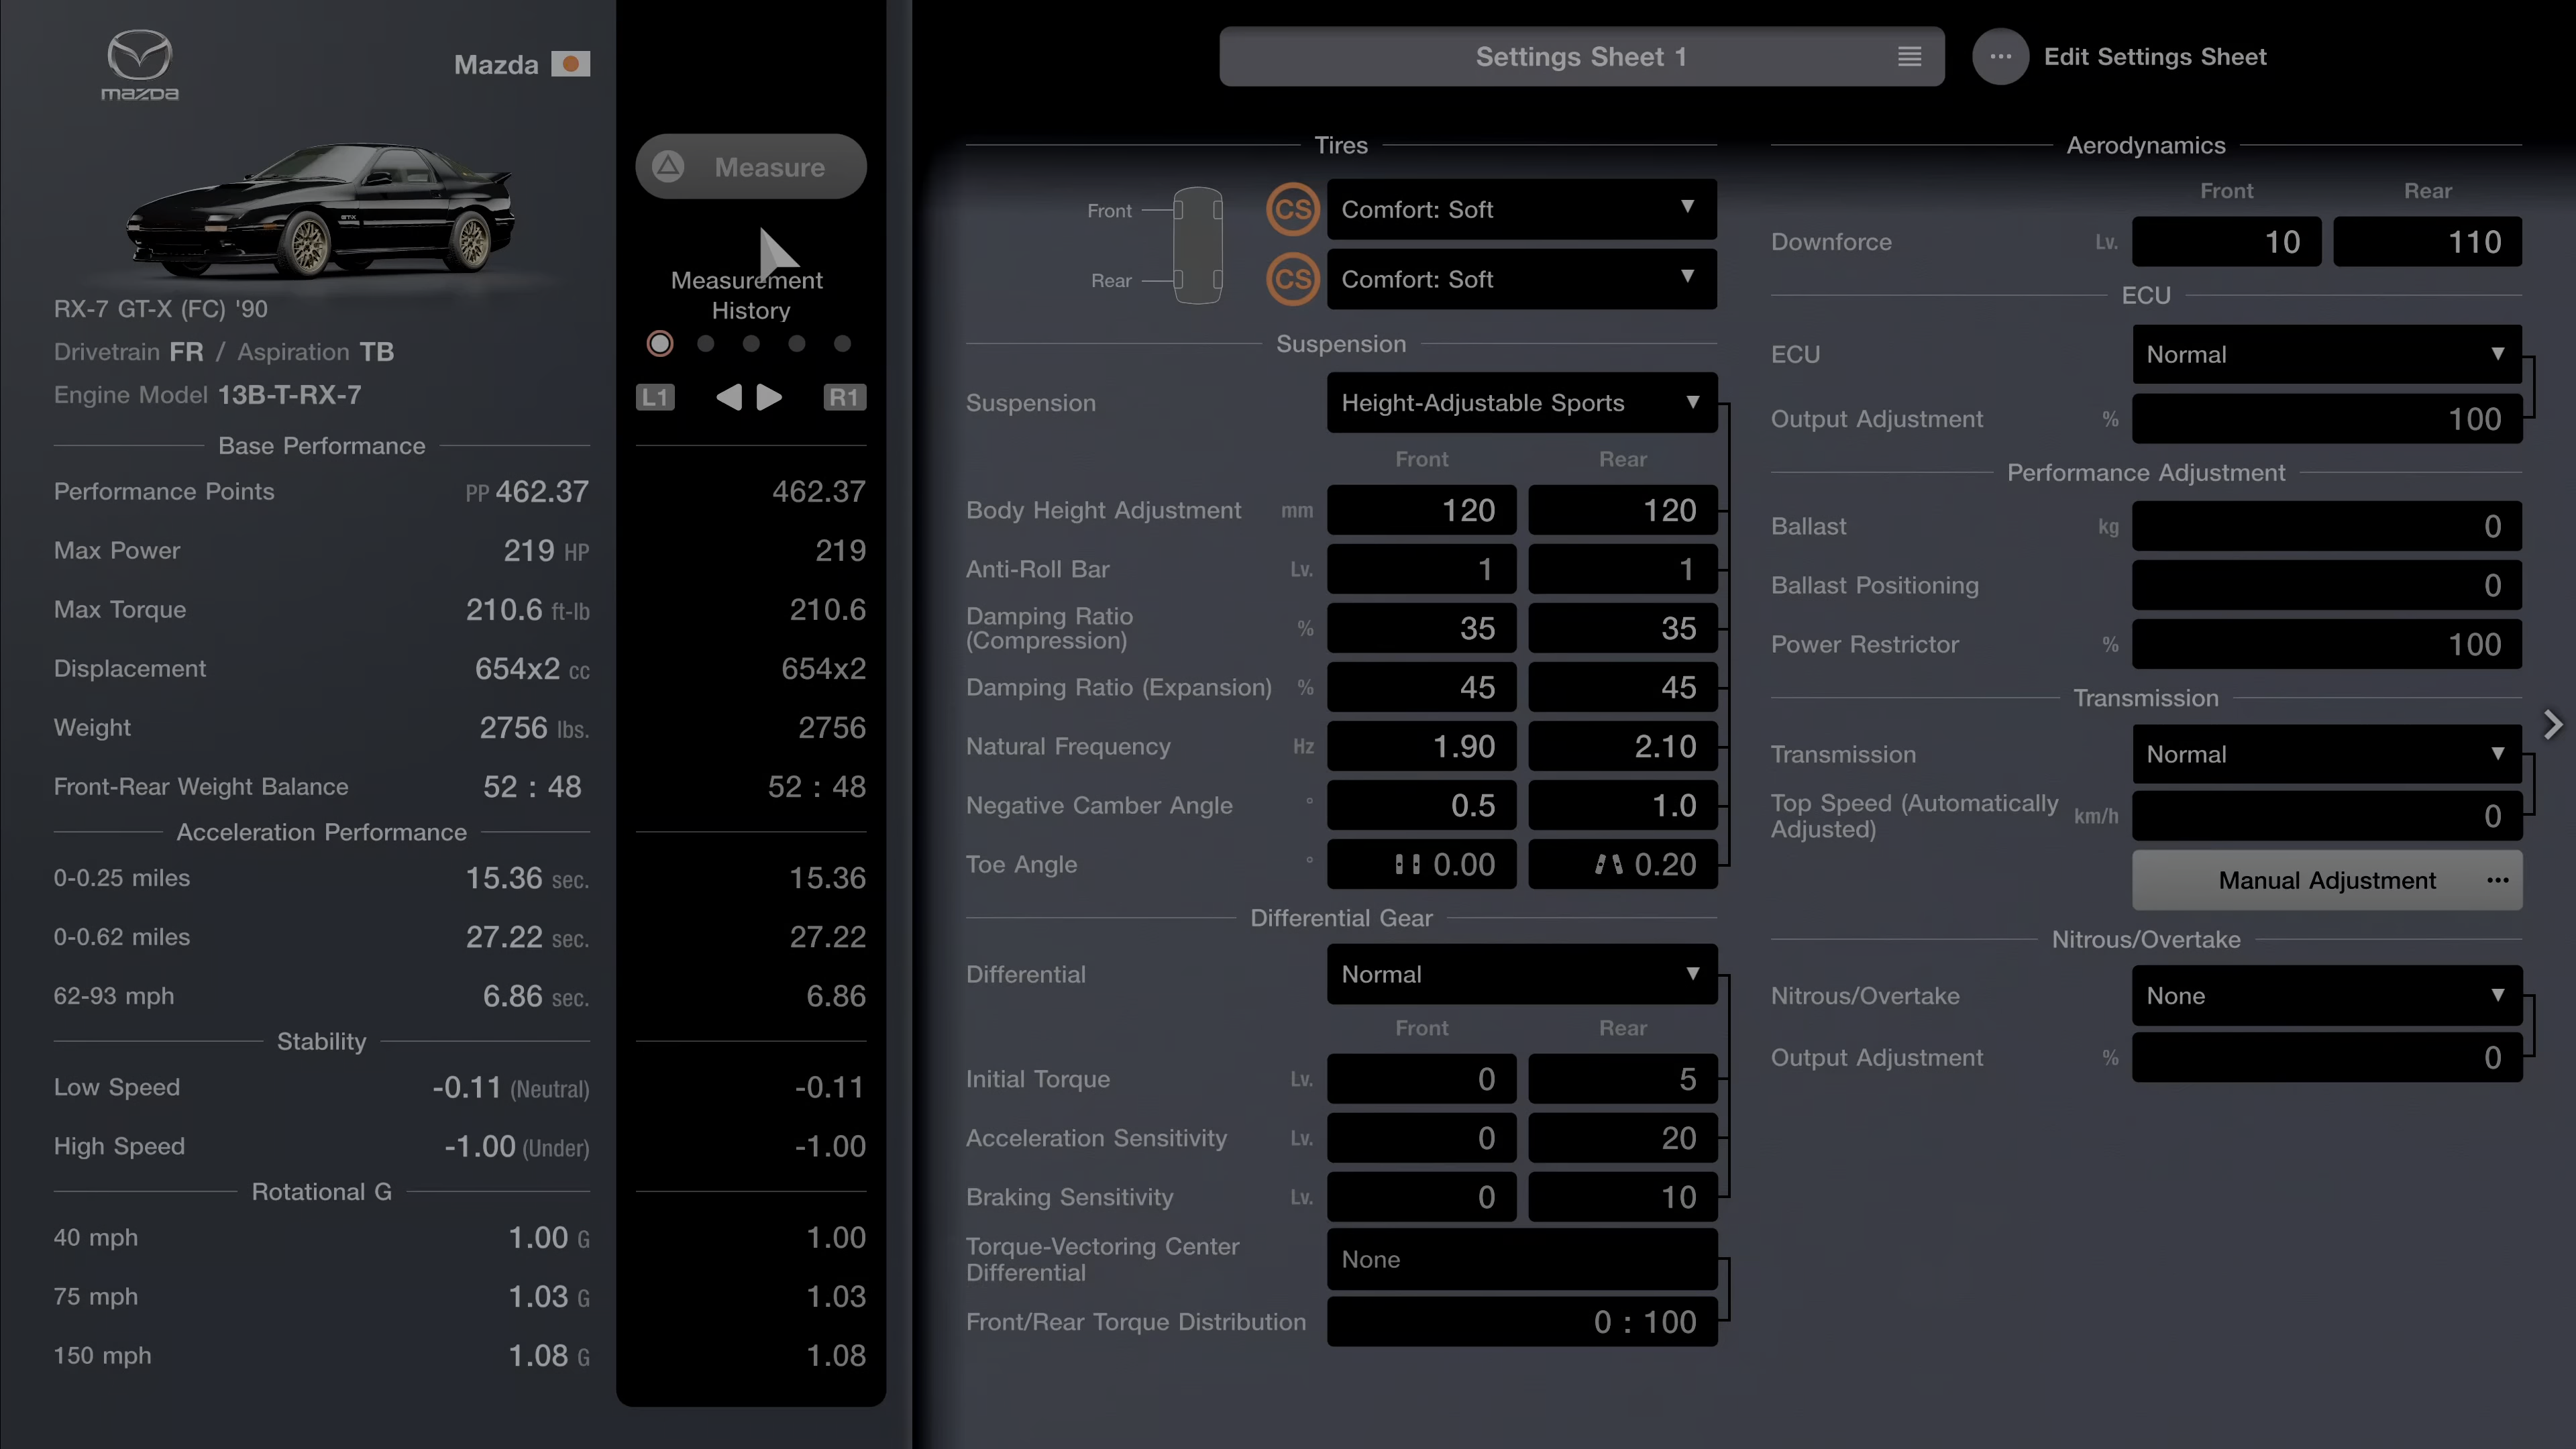 mazda
Mazda
RX-7 GT-X (FC) '90
Drivetrain FR / Aspiration TB
Engine Model 13B-T-RX-7
Base Performance
Performance Points PP 462.37
Max Power 219 HP
Max Torque 210.6 ft-lb
Displacement 654x2 cc
Weight 2756 lbs.
Front-Rear Weight Balance 52 : 48
Acceleration Performance
0-0.25 miles 15.36 sec.
0-0.62 miles 27.22 sec.
62-93 mph 6.86 sec.
Stability
Low Speed -0.11 (Neutral)
High Speed -1.00 (Under)
Rotational G
40 mph 1.00 G
75 mph 1.03 G
150 mph 1.08 G
Measure
Measurement
History
L1 R1
462.37
219
210.6
654x2
2756
52 : 48
15.36
27.22
6.86
-0.11
-1.00
1.00
1.03
1.08
Settings Sheet 1
Edit Settings Sheet
Tires
Front CS Comfort: Soft
Rear CS Comfort: Soft
Suspension
Suspension Height-Adjustable Sports
Front Rear
Body Height Adjustment mm 120 120
Anti-Roll Bar Lv. 1 1
Damping Ratio
(Compression) % 35 35
Damping Ratio (Expansion) % 45 45
Natural Frequency Hz 1.90 2.10
Negative Camber Angle ° 0.5 1.0
Toe Angle ° 0.00 0.20
Differential Gear
Differential Normal
Front Rear
Initial Torque Lv. 0 5
Acceleration Sensitivity Lv. 0 20
Braking Sensitivity Lv. 0 10
Torque-Vectoring Center
Differential None
Front/Rear Torque Distribution 0 : 100
Aerodynamics
Front Rear
Downforce Lv. 10 110
ECU
ECU Normal
Output Adjustment % 100
Performance Adjustment
Ballast kg 0
Ballast Positioning 0
Power Restrictor % 100
Transmission
Transmission Normal
Top Speed (Automatically
Adjusted) km/h 0
Manual Adjustment
Nitrous/Overtake
Nitrous/Overtake None
Output Adjustment % 0